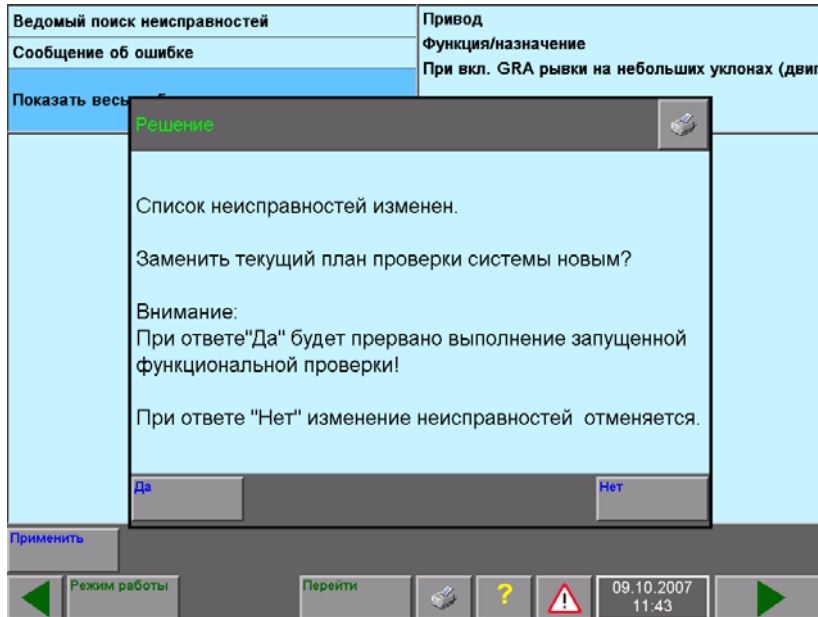 Ведомый поиск неисправностей
Сообщение об ошибке
Показать весь
Привод
Функция/назначение
При вкл. GRA рывки на небольших уклонах
Решение
Список неисправностей изменен.
Заменить текущий план проверки системы новым?
Внимание:
При ответе"Да" будет прервано выполнение запущенной
функциональной проверки!
При ответе "Нет" изменение неисправностей отменяется.
Да
Нет
Применить
Режим работы
Перейти
?
09.10.2007
11:43